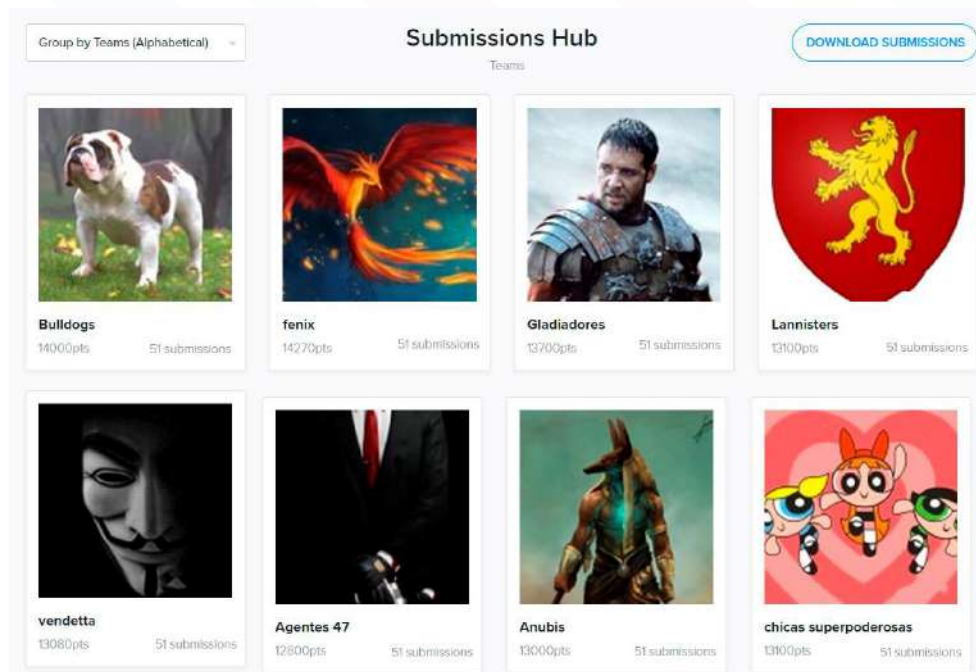 Group by Teams (Alphabetical)
Submissions Hub
DOWNLOAD SUBMISSIONS
Teams
Bulldogs
14000pts 51 submissions
fenix
14270pts 51 submissions
Gladiadores
13700pts 51 submissions
Lannisters
13100pts 51 submissions
vendetta
13080pts 51 submissions
Agentes 47
12800pts 51 submissions
Anubis
13000pts 51 submissions
chicas superpoderosas
13100pts 51 submissions